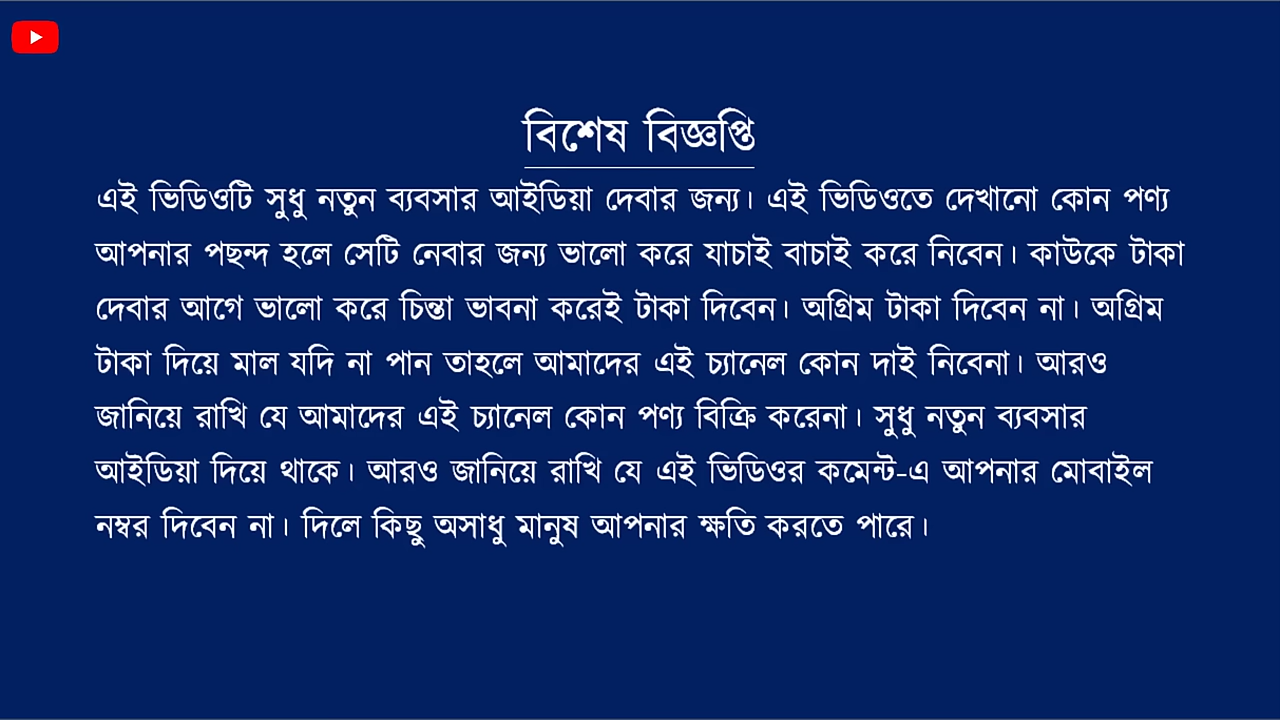 বিশেষ বিজ্ঞপ্তি
এই ভিডিওটি সুধু নতুন ব্যবসার আইডিয়া দেবার জন্য। এই ভিডিওতে দেখানো কোন পণ্য
আপনার পছন্দ হলে সেটি নেবার জন্য ভালো করে যাচাই বাচাই করে নিবেন। কাউকে টাকা
দেবার আগে ভালো করে চিন্তা ভাবনা করেই টাকা দিবেন। অগ্রিম টাকা দিবেন না। অগ্রিম
টাকা দিয়ে মাল যদি না পান তাহলে আমাদের এই চ্যানেল কোন দাই নিবেনা। আরও
জানিয়ে রাখি যে আমাদের এই চ্যানেল কোন পণ্য বিক্রি করেনা। সুধু নতুন ব্যবসার
আইডিয়া দিয়ে থাকে। আরও জানিয়ে রাখি যে এই ভিডিওর কমেন্ট-এ আপনার মোবাইল
নম্বর দিবেন না। দিলে কিছু অসাধু মানুষ আপনার ক্ষতি করতে পারে।